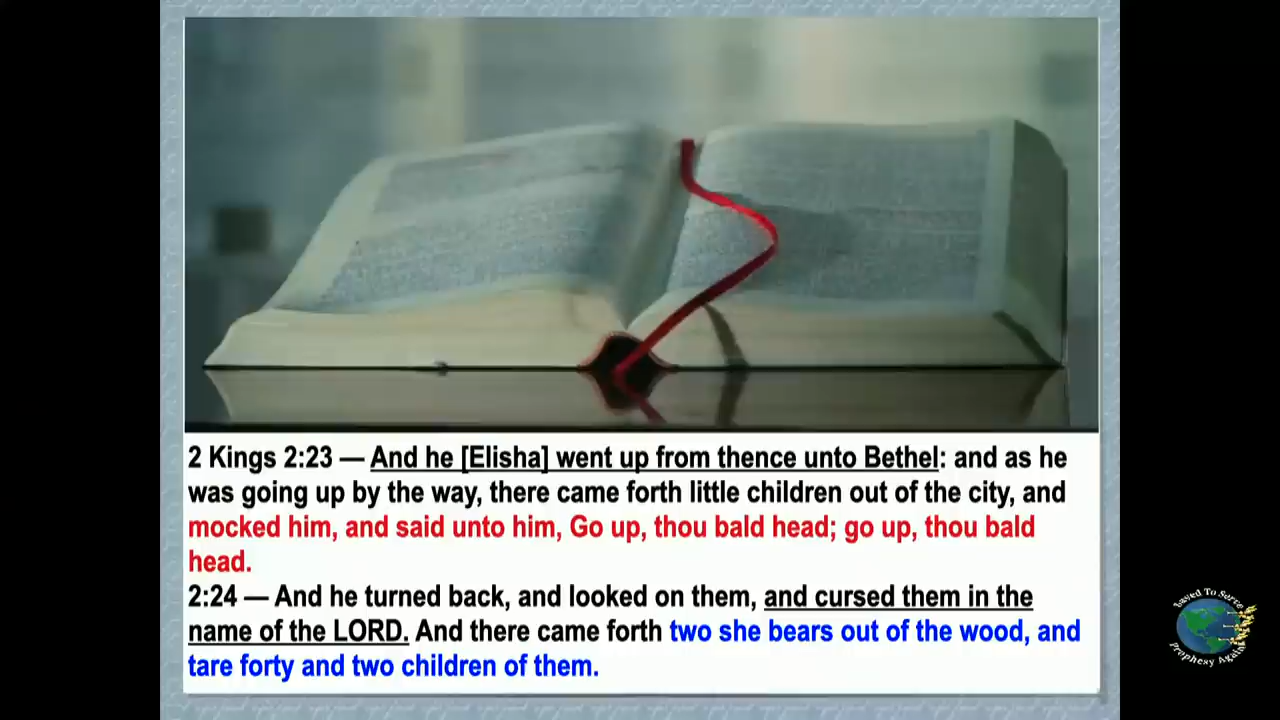 2 Kings 2:23 — And he [Elisha] went up from thence unto Bethel: and as he
was going up by the way, there came forth little children out of the city, and
mocked him, and said unto him, Go up, thou bald head; go up, thou bald
head.
2:24 — And he turned back, and looked on them, and cursed them in the
name of the LORD. And there came forth two she bears out of the wood, and
tare forty and two children of them.
To Serve
Prophesy Again